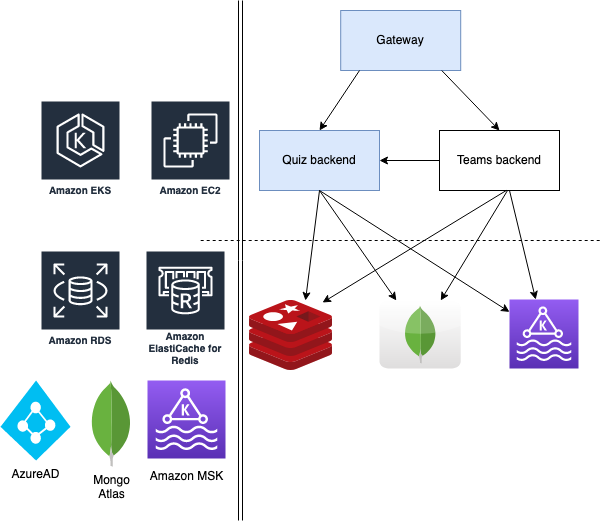 Gateway
Quiz backend
Teams backend
K
Amazon EKS
Amazon EC2
R
Amazon RDS
Amazon
ElastiCache for
Redis
K
K
AzureAD
Mongo
Atlas
Amazon MSK